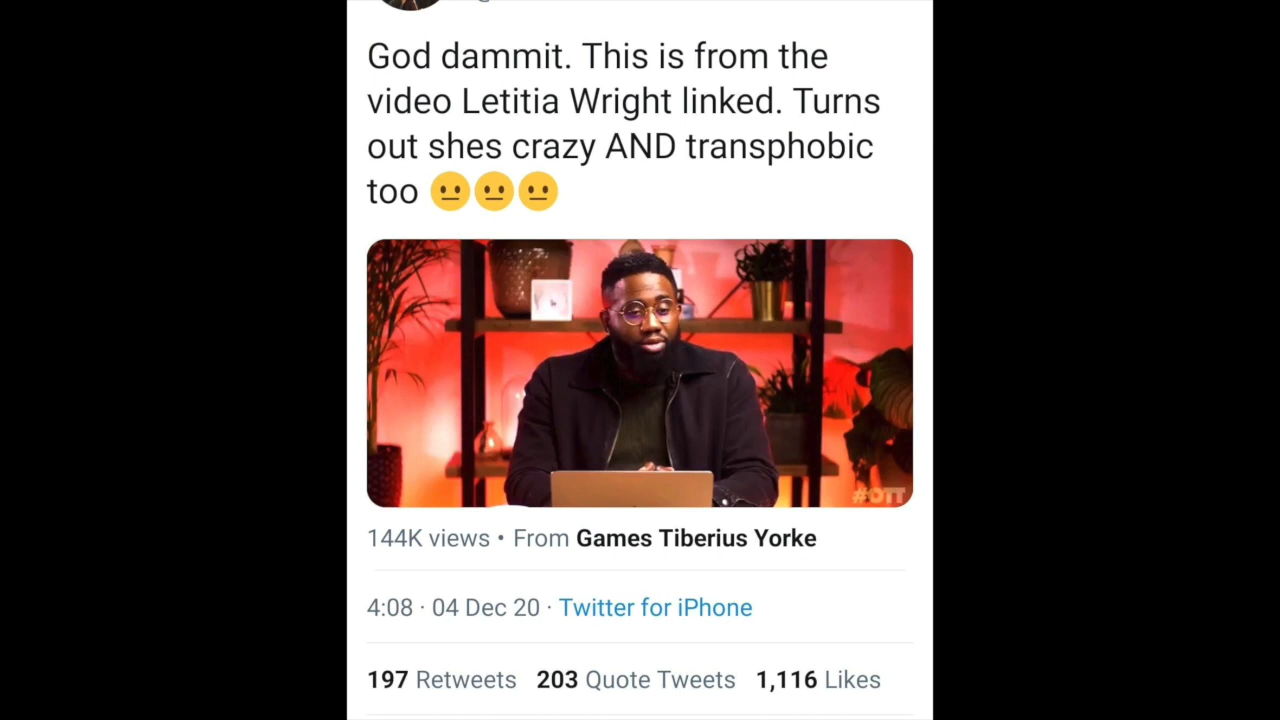 God dammit. This is from the
video Letitia Wright linked. Turns
out shes crazy AND transphobic
too 😐😐😐
#OTT
144K views • From Games Tiberius Yorke
4:08 · 04 Dec 20 · Twitter for iPhone
197 Retweets 203 Quote Tweets 1,116 Likes